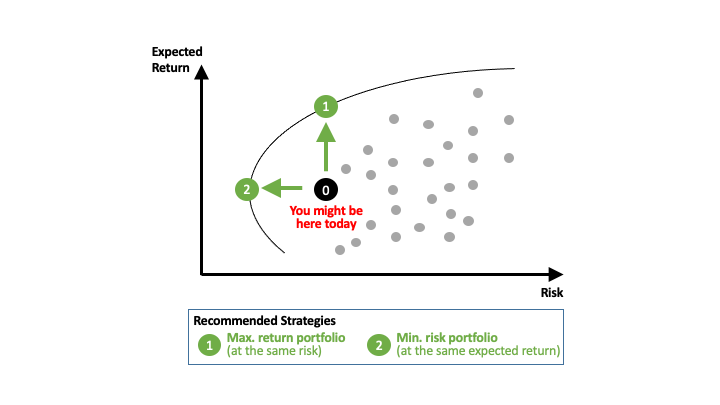 Expected
Return
1
2
0
You might be
here today
Risk
Recommended Strategies
1 Max. return portfolio
(at the same risk)
2 Min. risk portfolio
(at the same expected return)